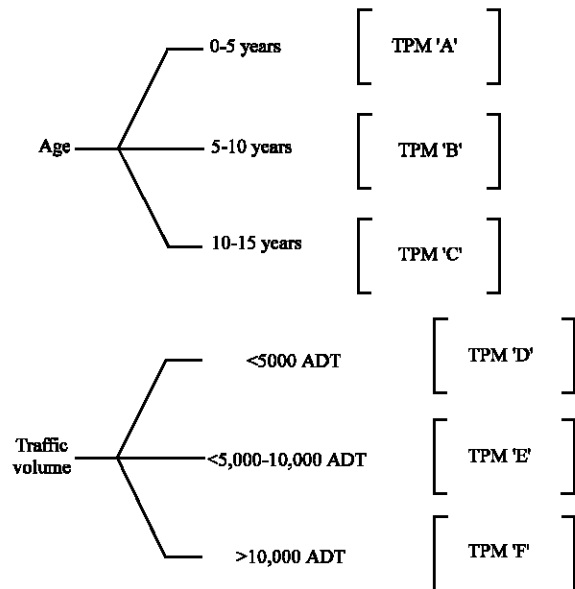 0-5 years
TPM 'A'
Age
5-10 years
TPM 'B'
10-15 years
TPM 'C'
<5000 ADT
TPM 'D'
Traffic
volume
<5,000-10,000 ADT
TPM 'E'
>10,000 ADT
TPM 'F'